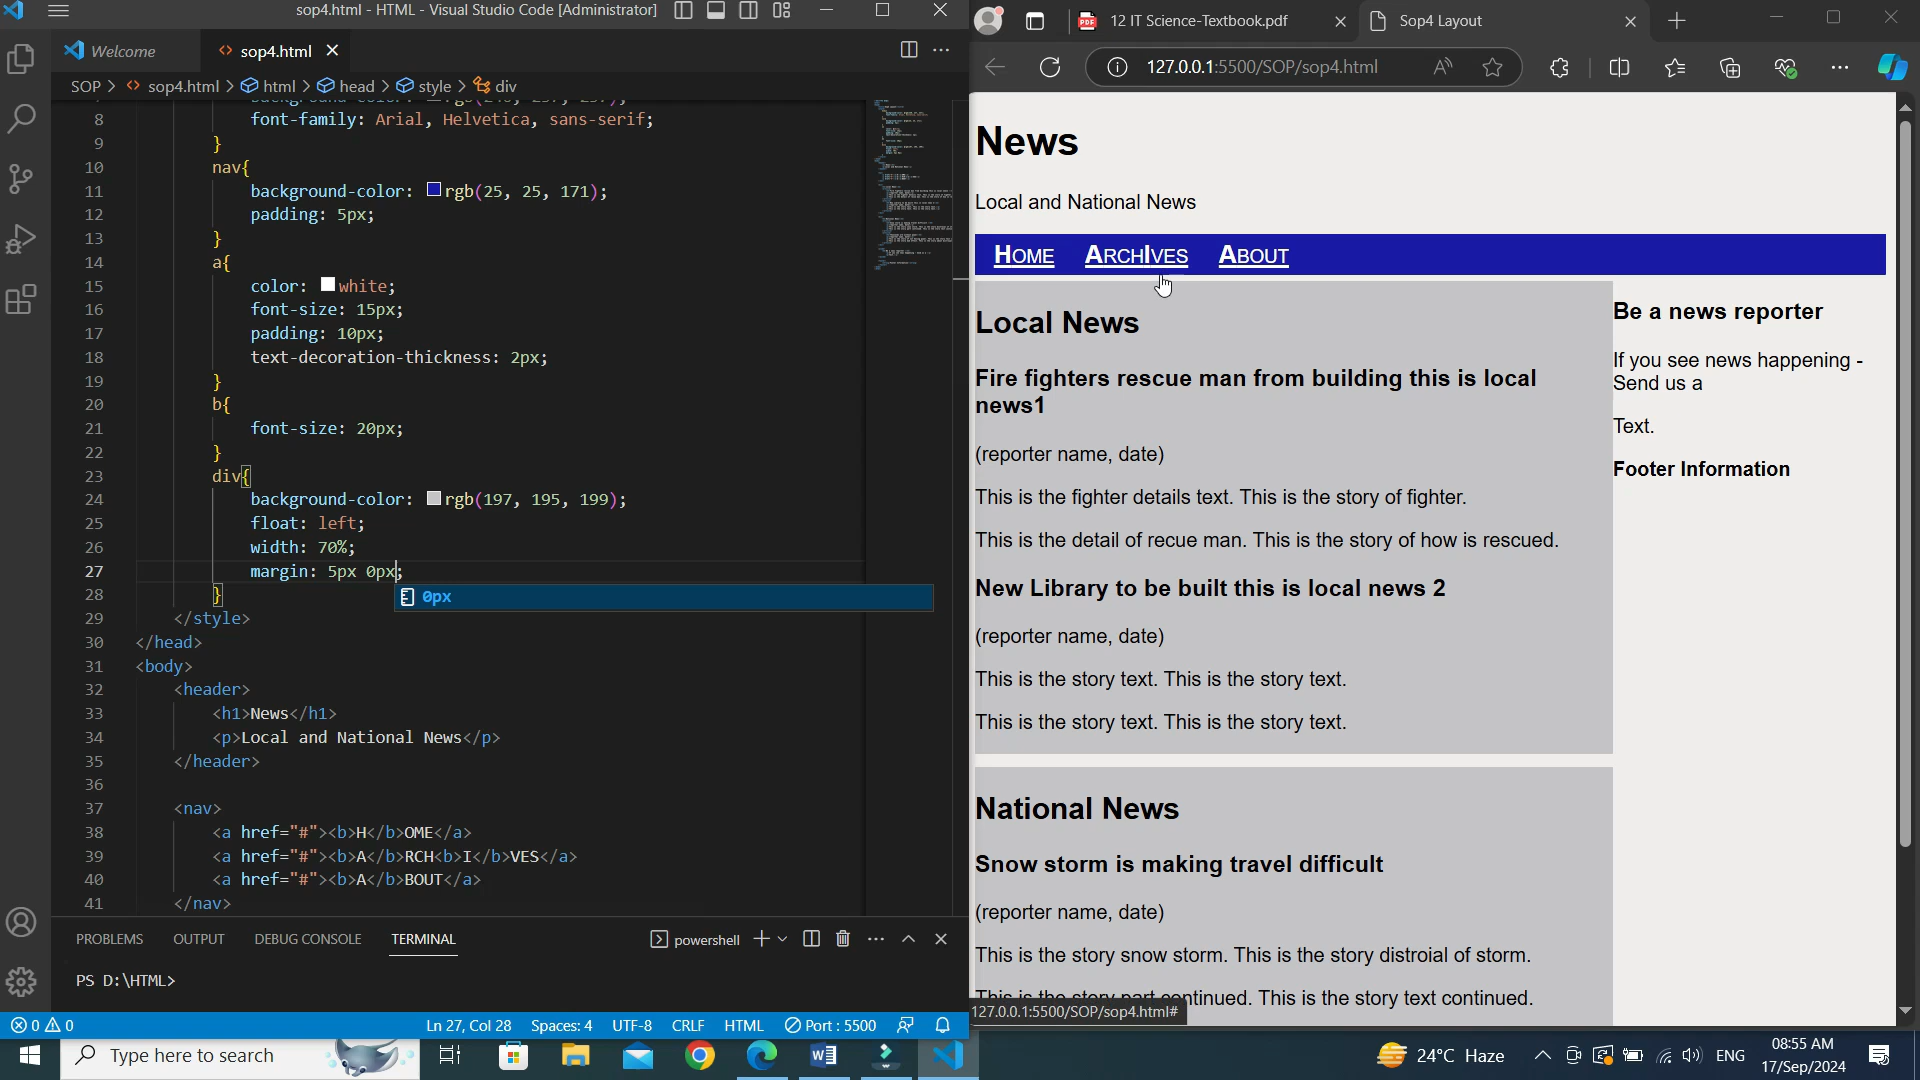 sop4.html - HTML - Visual Studio Code [Administrator]
Welcome
<> sop4.html
SOP > <> sop4.html > html > head > style > div
8 font-family: Arial, Helvetica, sans-serif;
9 }
10 nav{
11 background-color: rgb(25, 25, 171);
12 padding: 5px;
13 }
14 a{
15 color: white;
16 font-size: 15px;
17 padding: 10px;
18 text-decoration-thickness: 2px;
19 }
20 b{
21 font-size: 20px;
22 }
23 div{
24 background-color: rgb(197, 195, 199);
25 float: left;
26 width: 70%;
27 margin: 5px 0px;
0px
28 }
29 </style>
30 </head>
31 <body>
32 <header>
33 <h1>News</h1>
34 <p>Local and National News</p>
35 </header>
36
37 <nav>
38 <a href="#"><b>H</b>OME</a>
39 <a href="#"><b>A</b>RCH<b>I</b>VES</a>
40 <a href="#"><b>A</b>BOUT</a>
41 </nav>
PROBLEMS OUTPUT DEBUG CONSOLE TERMINAL powershell
PS D:\HTML>
0 0 Ln 27, Col 28 Spaces: 4 UTF-8 CRLF HTML Port : 5500
PDF 12 IT Science-Textbook.pdf
Sop4 Layout
127.0.0.1:5500/SOP/sop4.html
News
Local and National News
HOME ARCHIVES ABOUT
Local News
Fire fighters rescue man from building this is local
news1
(reporter name, date)
This is the fighter details text. This is the story of fighter.
This is the detail of recue man. This is the story of how is rescued.
New Library to be built this is local news 2
(reporter name, date)
This is the story text. This is the story text.
This is the story text. This is the story text.
National News
Snow storm is making travel difficult
(reporter name, date)
This is the story snow storm. This is the story distroial of storm.
This is the story part continued. This is the story text continued.
Be a news reporter
If you see news happening -
Send us a
Text.
Footer Information
127.0.0.1:5500/SOP/sop4.html#
Type here to search
24°C Haze
ENG
08:55 AM
17/Sep/2024